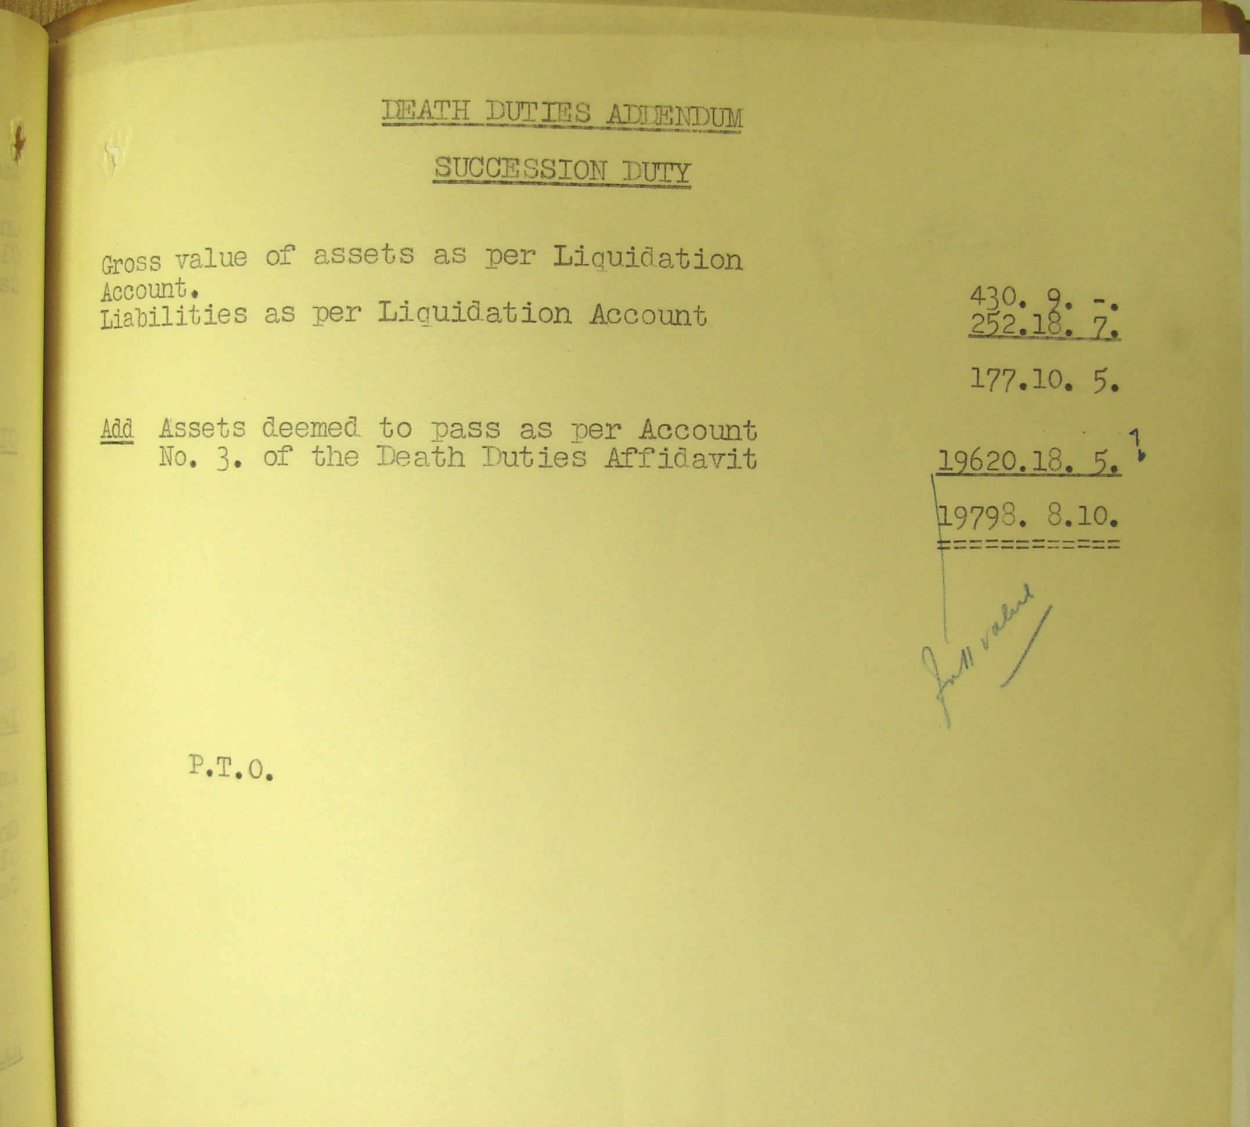 DEATH DUTIES ADDENDUM
SUCCESSION DUTY
Gross value of assets as per Liquidation
Account. 430. 9. -.
Liabilities as per Liquidation Account 252.18. 7.
177.10. 5.
Add Assets deemed to pass as per Account
No. 3. of the Death Duties Affidavit 19620.18. 5.
19798. 8.10.
Full value
P.T.O.